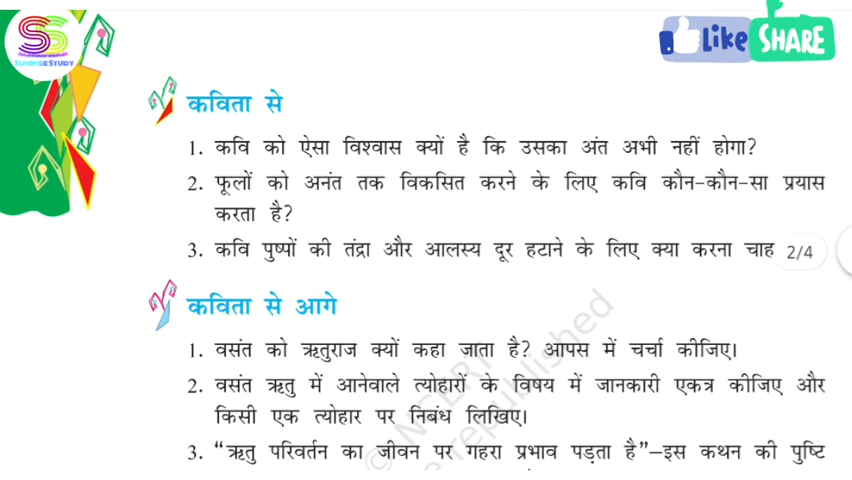 SS
SUNRISE STUDY
Like SHARE
कविता से
1. कवि को ऐसा विश्वास क्यों है कि उसका अंत अभी नहीं होगा?
2. फूलों को अनंत तक विकसित करने के लिए कवि कौन-कौन-सा प्रयास
करता है?
3. कवि पुष्पों की तंद्रा और आलस्य दूर हटाने के लिए क्या करना चाह
2/4
कविता से आगे
1. वसंत को ऋतुराज क्यों कहा जाता है? आपस में चर्चा कीजिए।
2. वसंत ऋतु में आनेवाले त्योहारों के विषय में जानकारी एकत्र कीजिए और
किसी एक त्योहार पर निबंध लिखिए।
3. “ऋतु परिवर्तन का जीवन पर गहरा प्रभाव पड़ता है”—इस कथन की पुष्टि
© NCERT
republished